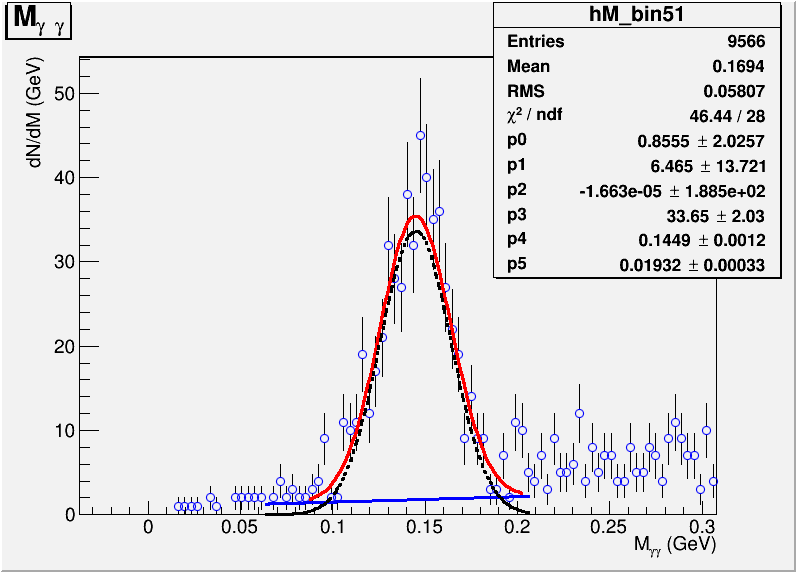 Mγ γ
hM_bin51
Entries 9566
Mean 0.1694
RMS 0.05807
χ² / ndf 46.44 / 28
p0 0.8555 ± 2.0257
p1 6.465 ± 13.721
p2 -1.663e-05 ± 1.885e+02
p3 33.65 ± 2.03
p4 0.1449 ± 0.0012
p5 0.01932 ± 0.00033
dN/dM (GeV)
50
40
30
20
10
0
0 0.05 0.1 0.15 0.2 0.25 0.3
Mγγ (GeV)